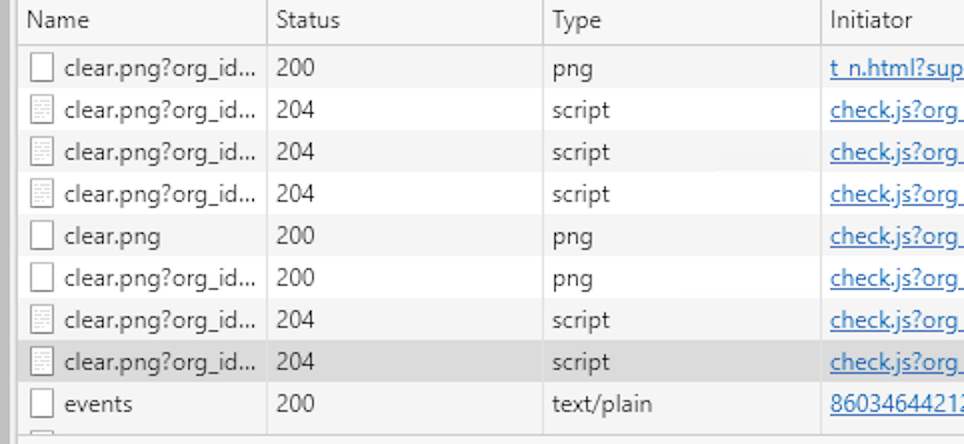 Name Status Type Initiator
clear.png?org_id... 200 png t_n.html?sup
clear.png?org_id... 204 script check.js?org_
clear.png?org_id... 204 script check.js?org_
clear.png?org_id... 204 script check.js?org_
clear.png 200 png check.js?org_
clear.png?org_id... 200 png check.js?org_
clear.png?org_id... 204 script check.js?org_
clear.png?org_id... 204 script check.js?org_
events 200 text/plain 86034644212